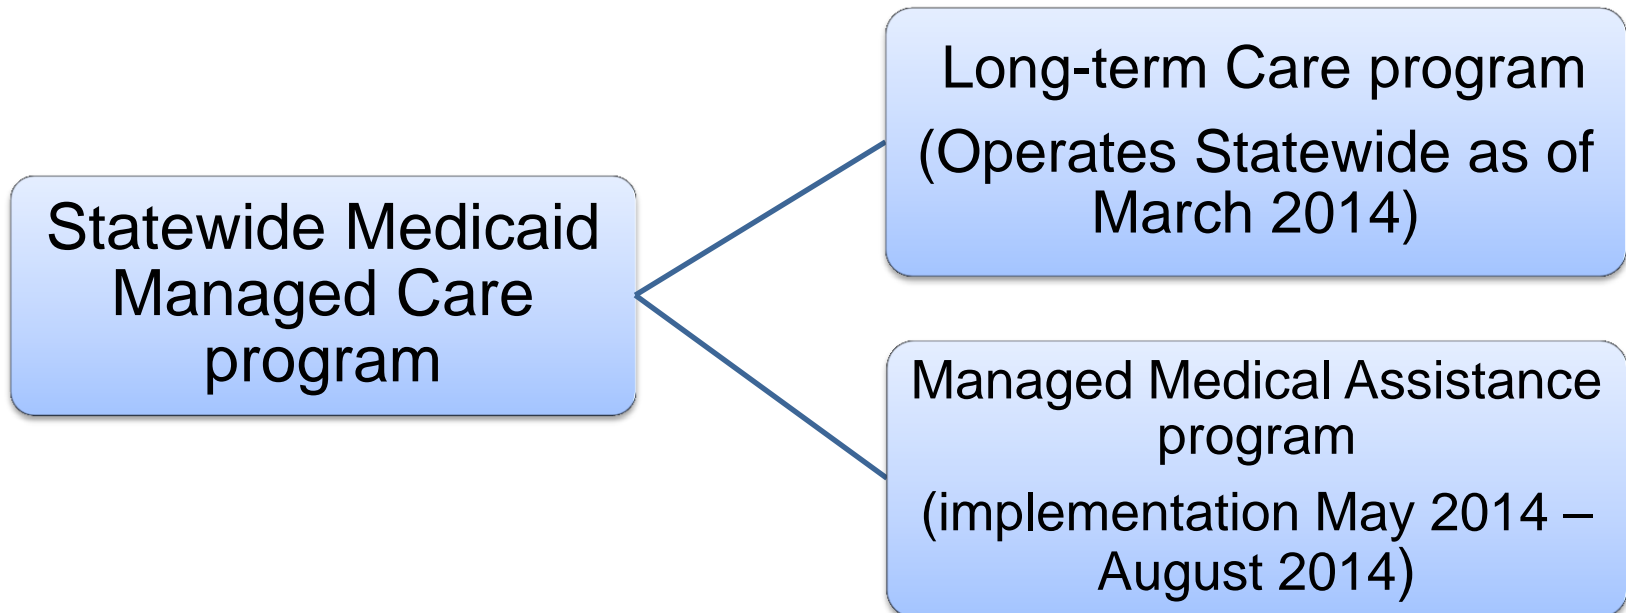 Statewide Medicaid
Managed Care
program
Long-term Care program
(Operates Statewide as of
March 2014)
Managed Medical Assistance
program
(implementation May 2014 –
August 2014)